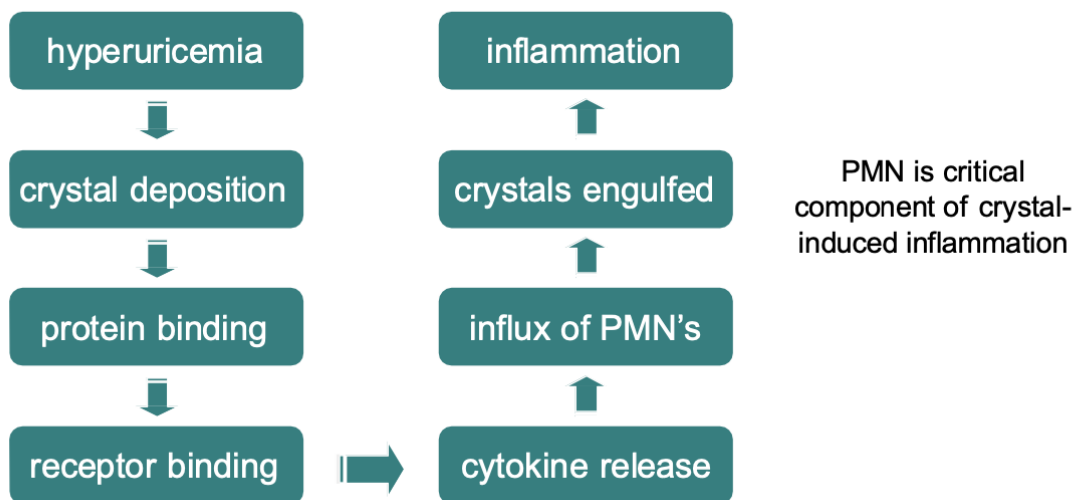 hyperuricemia
crystal deposition
protein binding
receptor binding
cytokine release
influx of PMN's
crystals engulfed
inflammation
PMN is critical
component of crystal-
induced inflammation